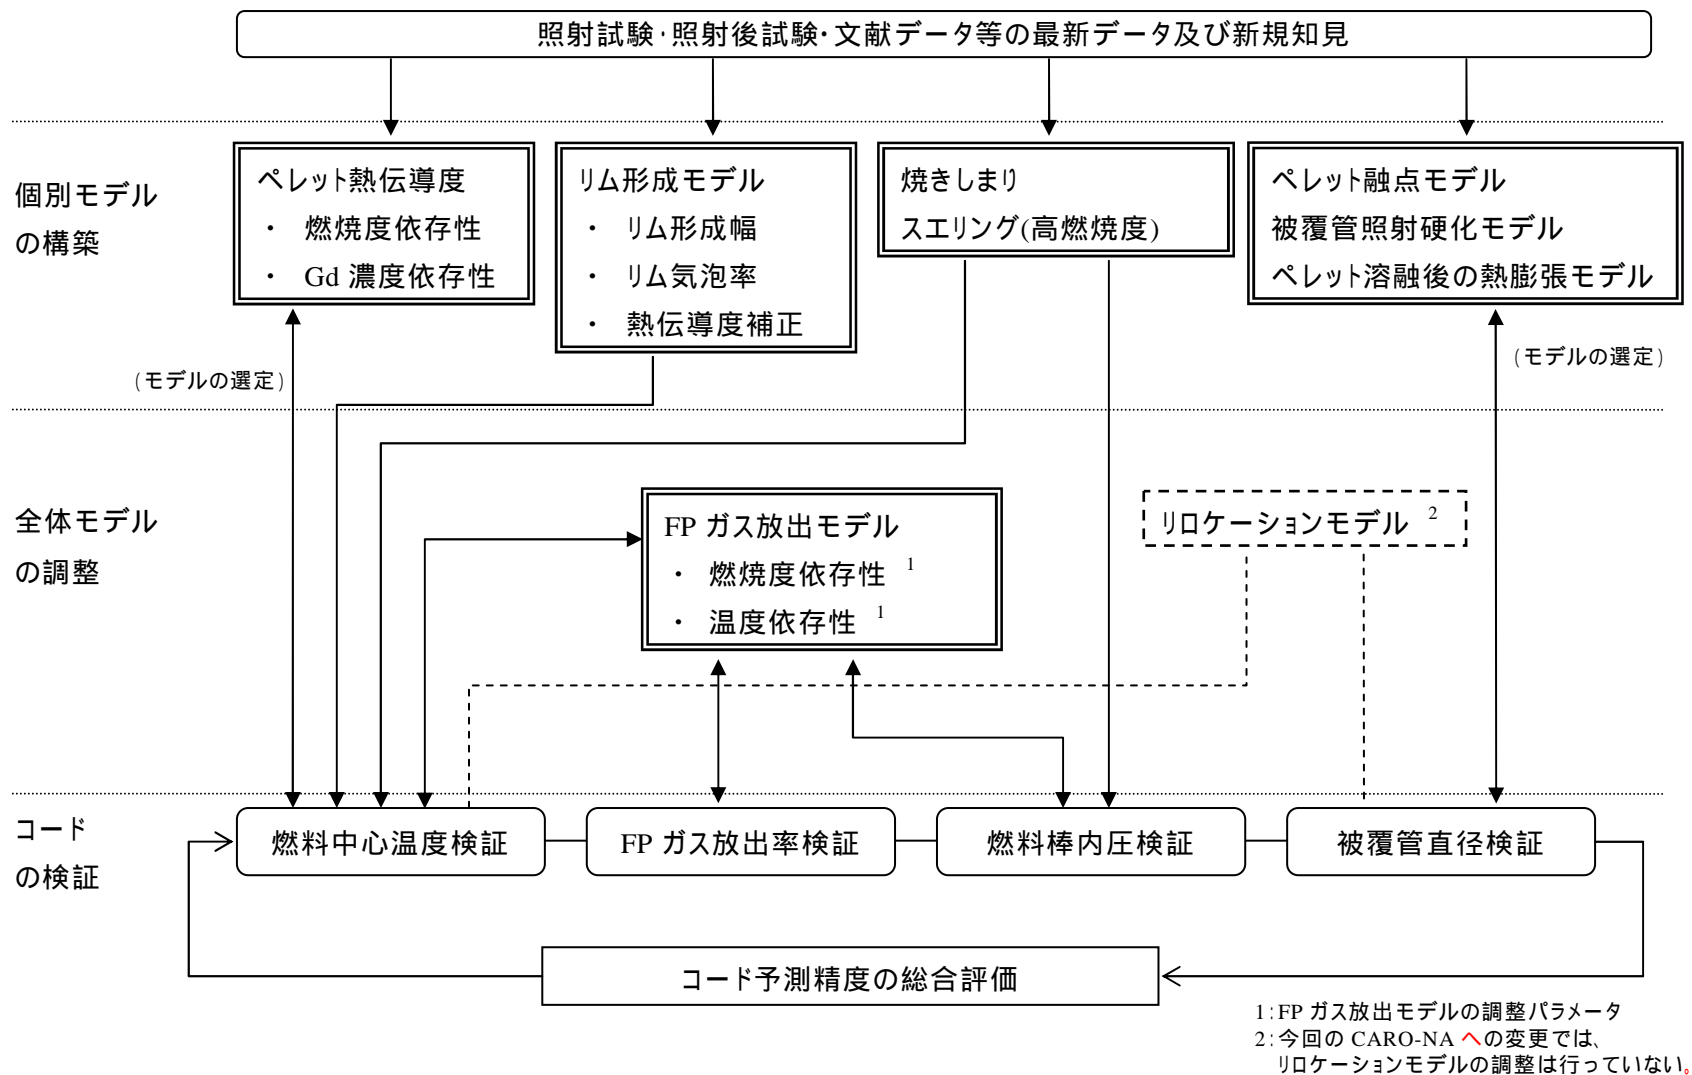 照射試験・照射後試験・文献データ等の最新データ及び新規知見
個別モデル
の構築
ペレット熱伝導度
・ 燃焼度依存性
・ Gd 濃度依存性
リム形成モデル
・ リム形成幅
・ リム気泡率
・ 熱伝導度補正
焼きしまり
スエリング(高燃焼度)
ペレット融点モデル
被覆管照射硬化モデル
ペレット溶融後の熱膨張モデル
(モデルの選定)
(モデルの選定)
全体モデル
の調整
FP ガス放出モデル
・ 燃焼度依存性 1
・ 温度依存性 1
リロケーションモデル 2
コード
の検証
燃料中心温度検証
FP ガス放出率検証
燃料棒内圧検証
被覆管直径検証
コード予測精度の総合評価
1:FP ガス放出モデルの調整パラメータ
2:今回の CARO-NA への変更では、
リロケーションモデルの調整は行っていない。